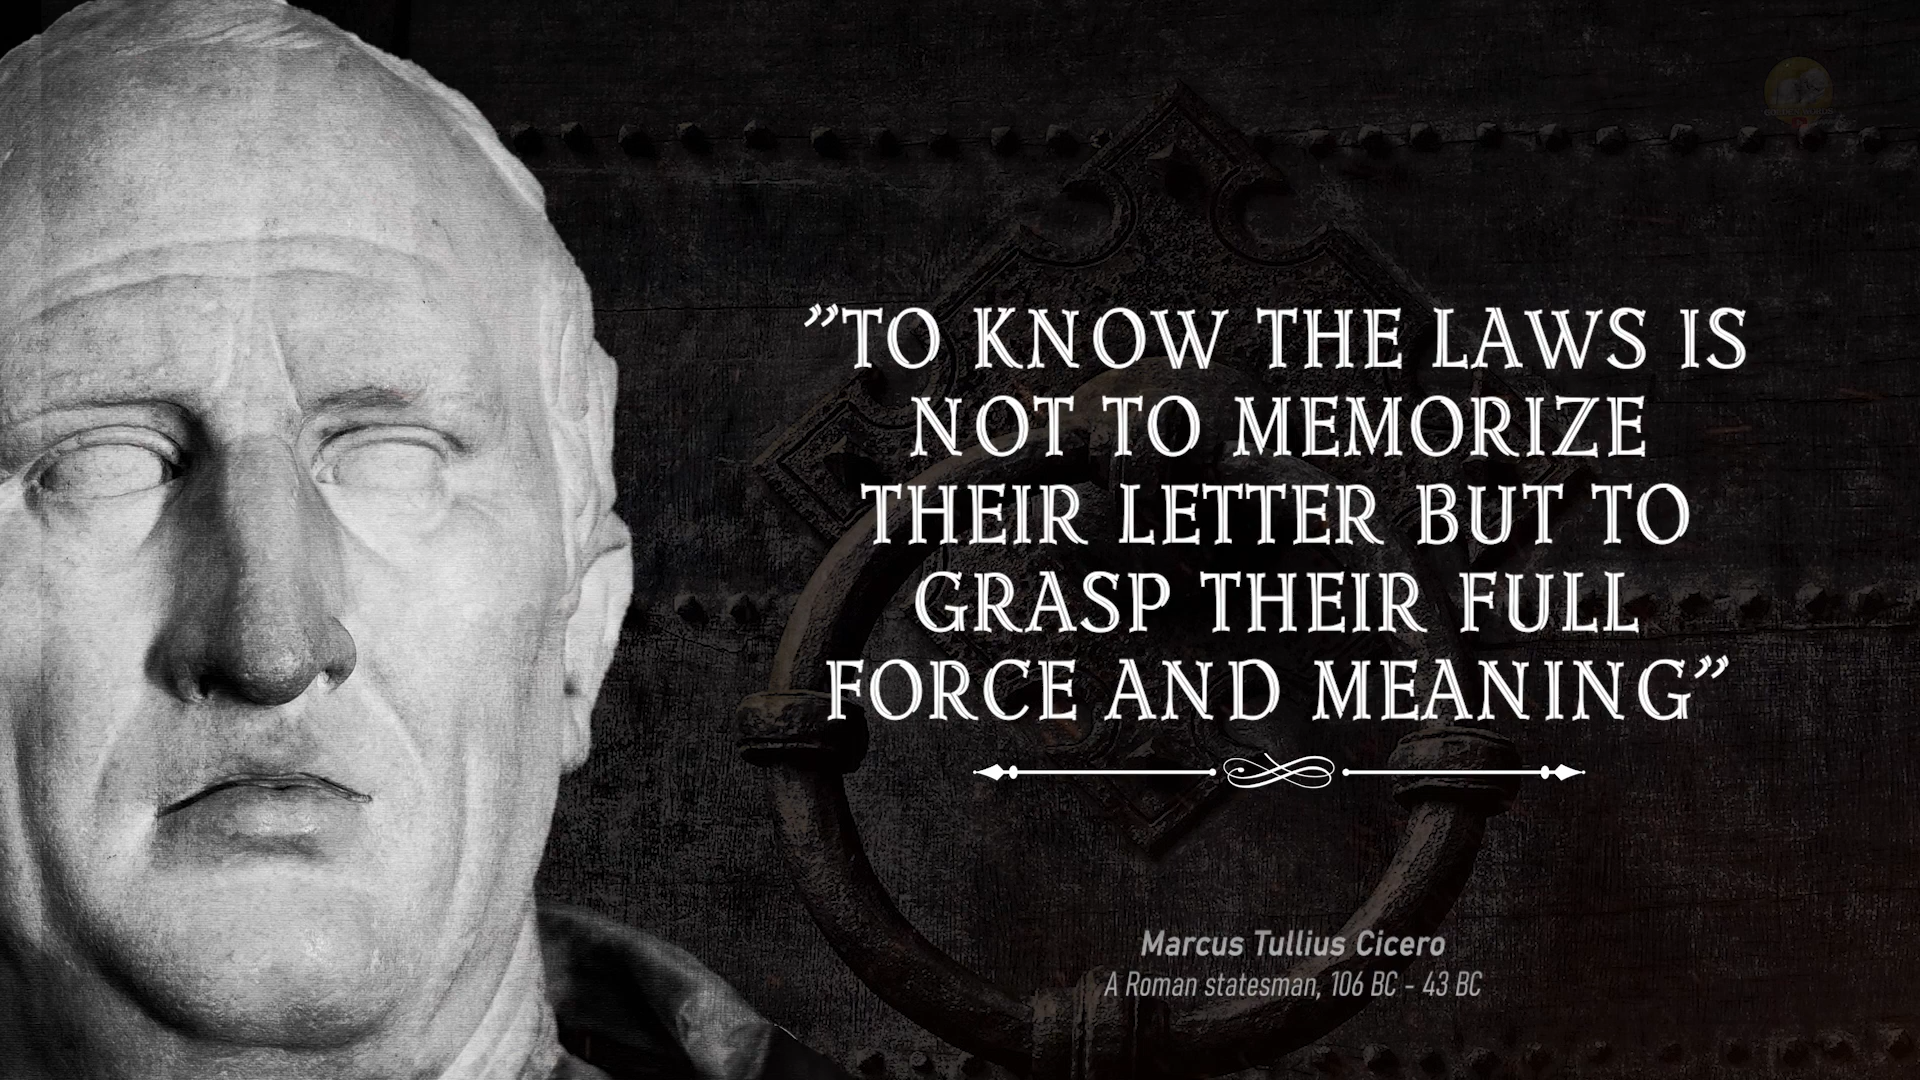 ”TO KNOW THE LAWS IS
NOT TO MEMORIZE
THEIR LETTER BUT TO
GRASP THEIR FULL
FORCE AND MEANING”
Marcus Tullius Cicero
A Roman statesman, 106 BC - 43 BC